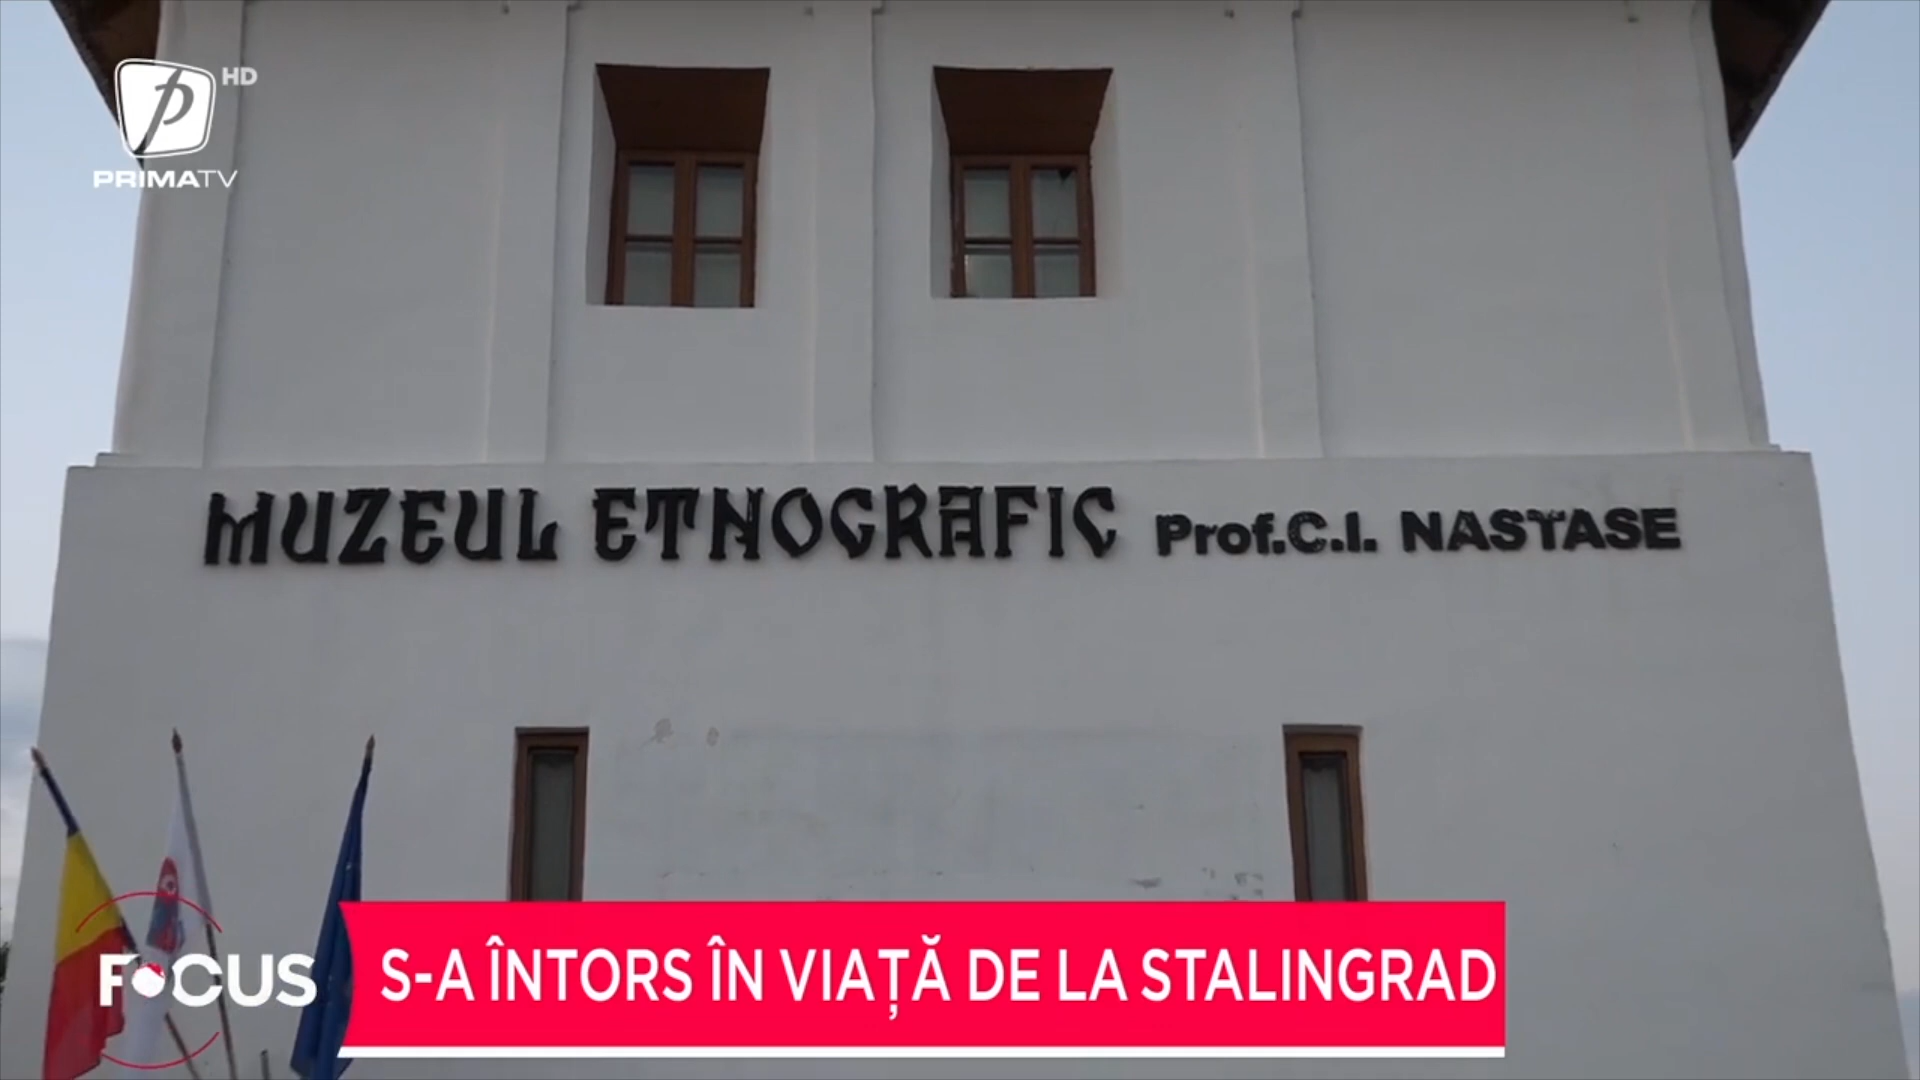 HD
PRIMATV
MUZEUL ETNOGRAFIC Prof.C.I. NASTASE
FOCUS
S-A ÎNTORS ÎN VIAȚĂ DE LA STALINGRAD